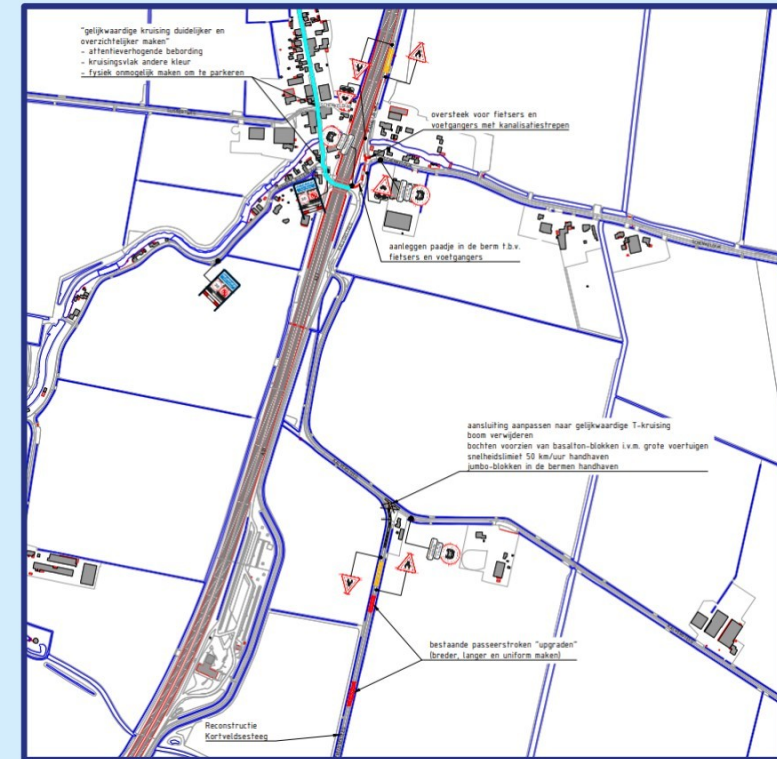 "gelijkwaardige kruising duidelijker en
overzichtelijker maken"
- attentieverhogende bebording
- kruisingsvlak andere kleur
- fysiek onmogelijk maken om te parkeren
oversteek voor fietsers en
voetgangers met kanalisatiestrepen
aanleggen paadje in de berm t.b.v.
fietsers en voetgangers
aansluiting aanpassen naar gelijkwaardige T-kruising
boom verwijderen
bochten voorzien van basalton-blokken i.v.m. grote voertuigen
snelheidslimiet 50 km/uur handhaven
jumbo-blokken in de bermen handhaven
bestaande passeerstroken "upgraden"
(breder, langer en uniform maken)
Reconstructie
Kortveldsesteeg